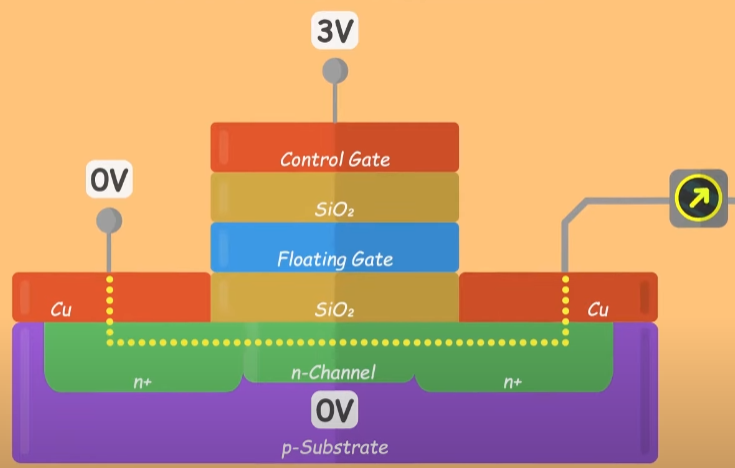 3V
Control Gate
0V
SiO₂
Floating Gate
Cu
SiO₂
Cu
n+
n-Channel
n+
0V
p-Substrate